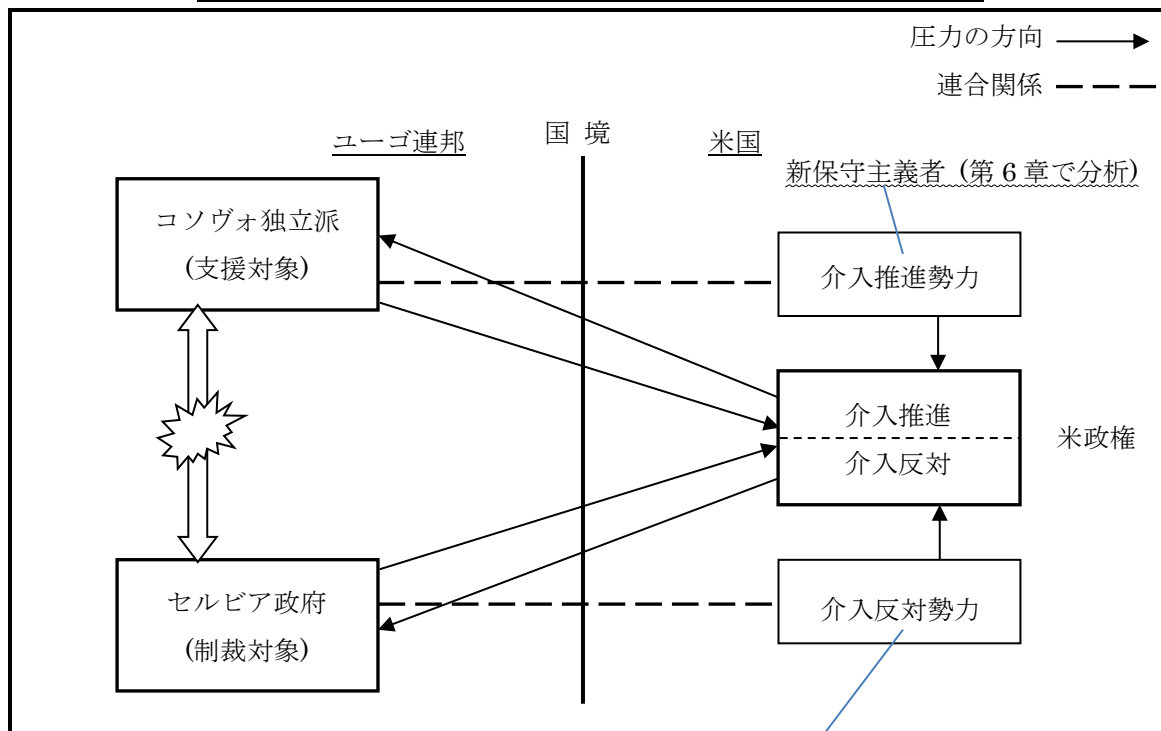 圧力の方向
連合関係
ユーゴ連邦
国 境
米国
新保守主義者 (第 6 章で分析)
コソヴォ独立派
(支援対象)
介入推進勢力
介入推進
介入反対
米政権
セルビア政府
(制裁対象)
介入反対勢力